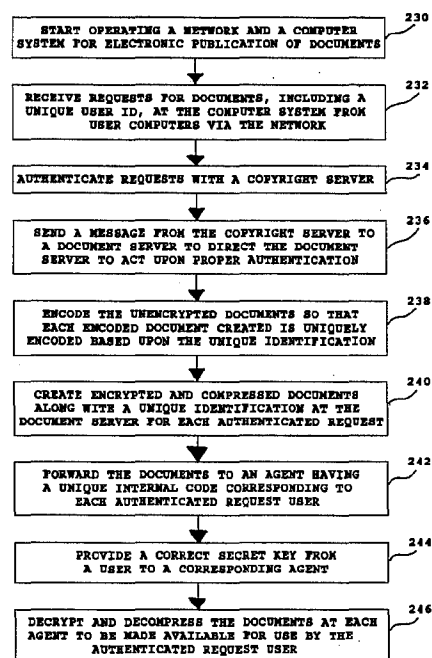 230
START OPERATING A NETWORK AND A COMPUTER
SYSTEM FOR ELECTRONIC PUBLICATION OF DOCUMENTS
232
RECEIVE REQUESTS FOR DOCUMENTS, INCLUDING A
UNIQUE USER ID, AT THE COMPUTER SYSTEM FROM
USER COMPUTERS VIA THE NETWORK
234
AUTHENTICATE REQUESTS WITH A COPYRIGHT SERVER
236
SEND A MESSAGE FROM THE COPYRIGHT SERVER TO
A DOCUMENT SERVER TO DIRECT THE DOCUMENT
SERVER TO ACT UPON PROPER AUTHENTICATION
238
ENCODE THE UNENCRYPTED DOCUMENTS SO THAT
EACH ENCODED DOCUMENT CREATED IS UNIQUELY
ENCODED BASED UPON THE UNIQUE IDENTIFICATION
240
CREATE ENCRYPTED AND COMPRESSED DOCUMENTS
ALONG WITH A UNIQUE IDENTIFICATION AT THE
DOCUMENT SERVER FOR EACH AUTHENTICATED REQUEST
242
FORWARD THE DOCUMENTS TO AN AGENT HAVING
A UNIQUE INTERNAL CODE CORRESPONDING TO
EACH AUTHENTICATED REQUEST USER
244
PROVIDE A CORRECT SECRET KEY FROM
A USER TO A CORRESPONDING AGENT
246
DECRYPT AND DECOMPRESS THE DOCUMENTS AT EACH
AGENT TO BE MADE AVAILABLE FOR USE BY THE
AUTHENTICATED REQUEST USER